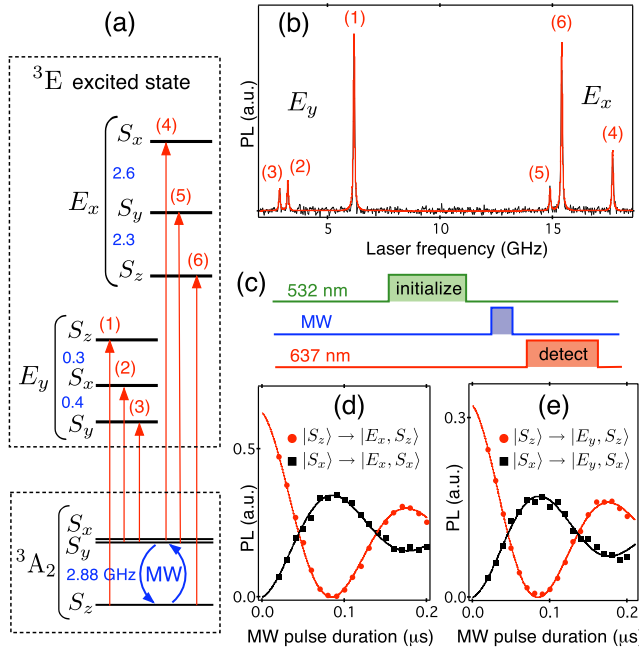 (a)
³E excited state
Sx
(4)
2.6
Ex
Sy
(5)
2.3
Sz
(6)
(1)
Sz
0.3
(2)
Ey
Sx
0.4
(3)
Sy
³A2
Sx
Sy
2.88 GHz
MW
Sz
(b)
PL (a.u.)
(1)
(6)
Ey
Ex
(3)
(2)
(5)
(4)
5
10
15
Laser frequency (GHz)
(c)
532 nm
initialize
MW
637 nm
detect
(d)
|Sz⟩ → |Ex, Sz⟩
|Sx⟩ → |Ex, Sx⟩
PL (a.u.)
0.5
0.0
0.0
0.1
0.2
MW pulse duration (μs)
(e)
|Sz⟩ → |Ey, Sz⟩
|Sx⟩ → |Ey, Sx⟩
PL (a.u.)
0.3
0.0
0.0
0.1
0.2
MW pulse duration (μs)